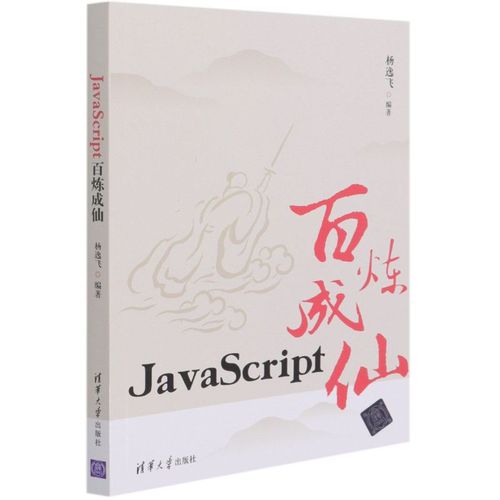 JavaScript 百炼成仙
杨逸飞 ◎ 编著
清华大学出版社
杨逸飞 ◎ 编著
百炼成仙
JavaScript
清华大学出版社